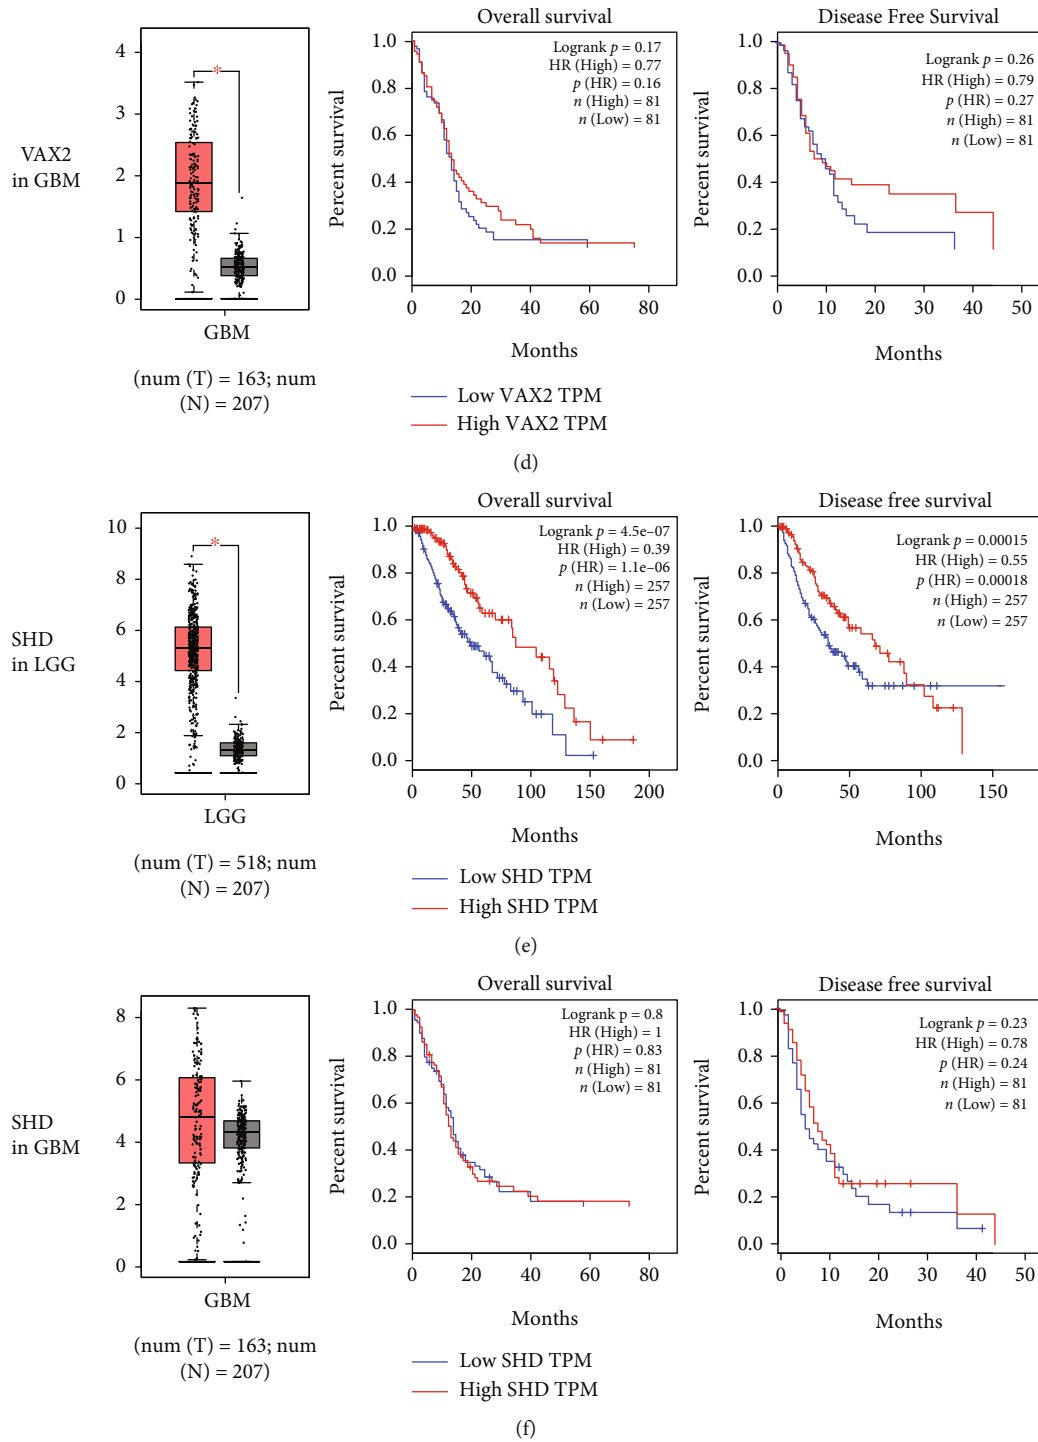 VAX2
in GBM
4
3
2
1
0
*
GBM
(num (T) = 163; num
(N) = 207)
Overall survival
Percent survival
1.0
0.8
0.6
0.4
0.2
0.0
Logrank p = 0.17
HR (High) = 0.77
p (HR) = 0.16
n (High) = 81
n (Low) = 81
0 20 40 60 80
Months
Disease Free Survival
Percent survival
1.0
0.8
0.6
0.4
0.2
0.0
Logrank p = 0.26
HR (High) = 0.79
p (HR) = 0.27
n (High) = 81
n (Low) = 81
0 10 20 30 40 50
Months
Low VAX2 TPM
High VAX2 TPM
(d)
SHD
in LGG
10
8
6
4
2
0
*
LGG
(num (T) = 518; num
(N) = 207)
Overall survival
Percent survival
1.0
0.8
0.6
0.4
0.2
0.0
Logrank p = 4.5e–07
HR (High) = 0.39
p (HR) = 1.1e–06
n (High) = 257
n (Low) = 257
0 50 100 150 200
Months
Disease free survival
Percent survival
1.0
0.8
0.6
0.4
0.2
0.0
Logrank p = 0.00015
HR (High) = 0.55
p (HR) = 0.00018
n (High) = 257
n (Low) = 257
0 50 100 150
Months
Low SHD TPM
High SHD TPM
(e)
SHD
in GBM
8
6
4
2
0
GBM
(num (T) = 163; num
(N) = 207)
Overall survival
Percent survival
1.0
0.8
0.6
0.4
0.2
0.0
Logrank p = 0.8
HR (High) = 1
p (HR) = 0.83
n (High) = 81
n (Low) = 81
0 20 40 60 80
Months
Disease free survival
Percent survival
1.0
0.8
0.6
0.4
0.2
0.0
Logrank p = 0.23
HR (High) = 0.78
p (HR) = 0.24
n (High) = 81
n (Low) = 81
0 10 20 30 40 50
Months
Low SHD TPM
High SHD TPM
(f)